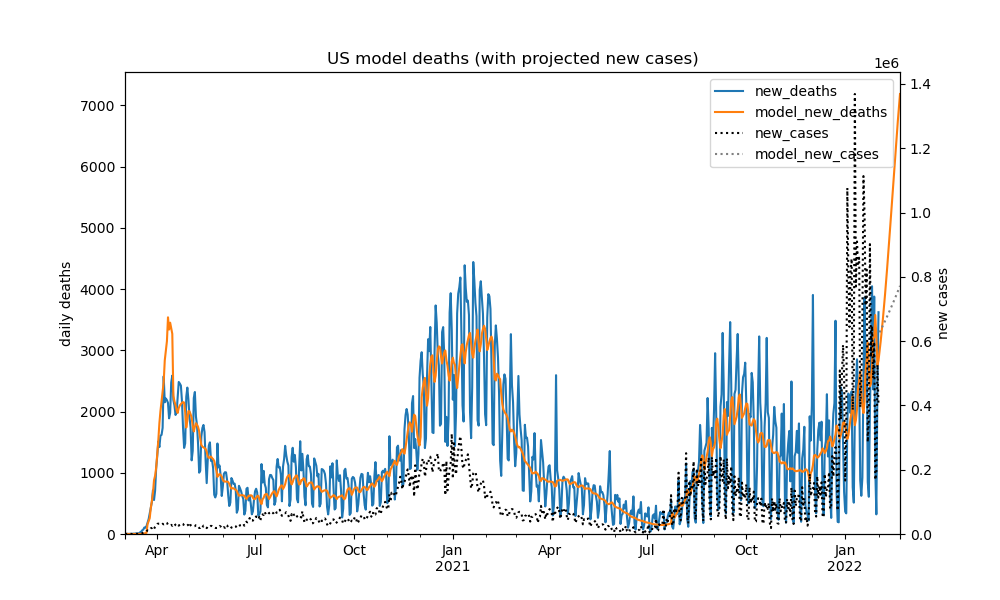 US model deaths (with projected new cases)
1e6
new_deaths
model_new_deaths
new_cases
model_new_cases
daily deaths
7000
6000
5000
4000
3000
2000
1000
0
new cases
1.4
1.2
1.0
0.8
0.6
0.4
0.2
0.0
Apr Jul Oct Jan Apr Jul Oct Jan
2021 2022